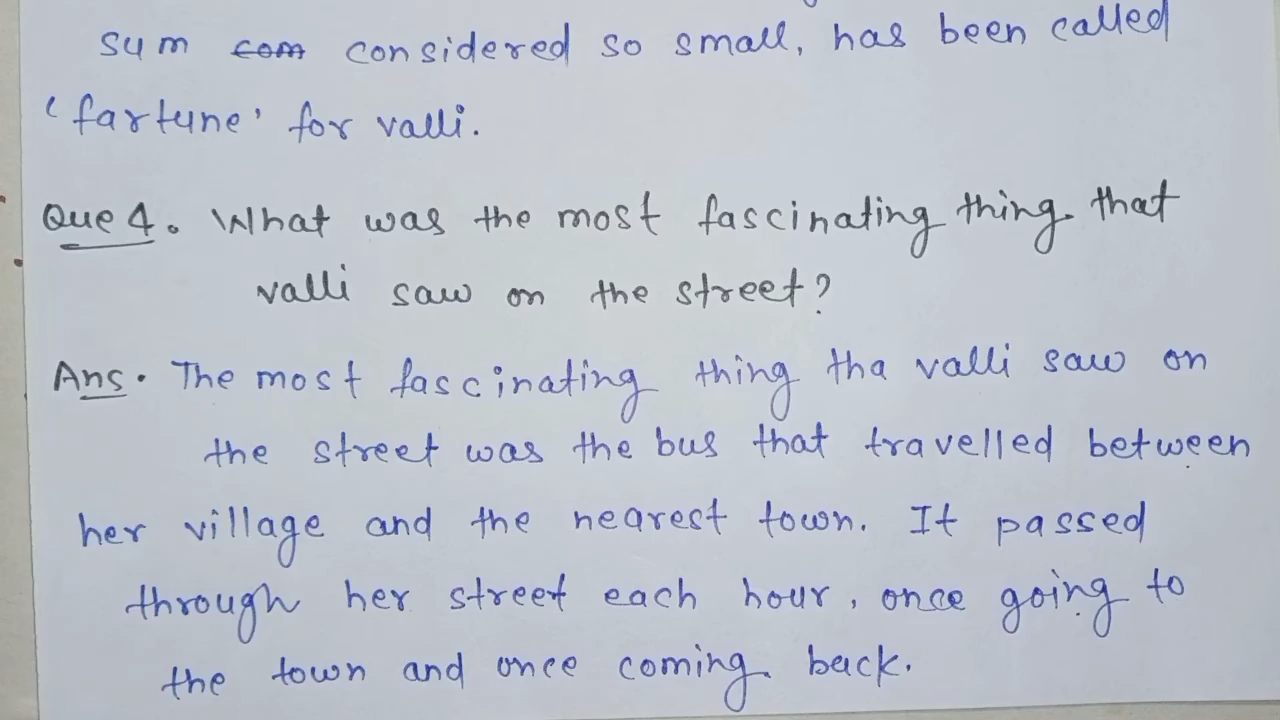 sum com considered so small, has been called
'fartune' for valli.
Que 4. What was the most fascinating thing that
valli saw on the street?
Ans. The most fascinating thing tha valli saw on
the street was the bus that travelled between
her village and the nearest town. It passed
through her street each hour, once going to
the town and once coming back.